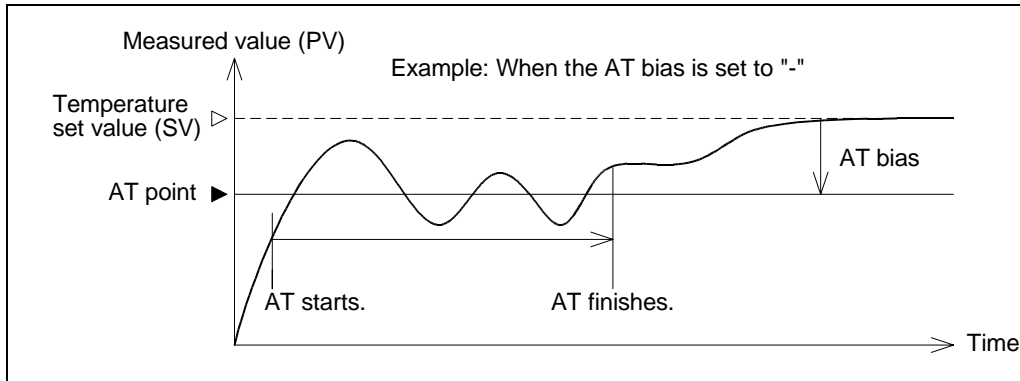 Measured value (PV)
Example: When the AT bias is set to "-"
Temperature
set value (SV)
AT bias
AT point
AT starts.
AT finishes.
Time